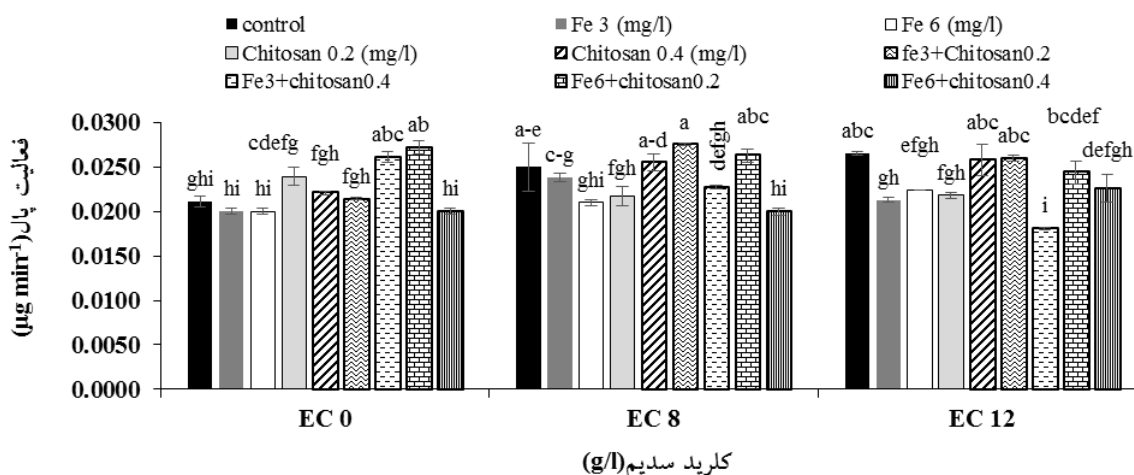 control Fe 3 (mg/l) Fe 6 (mg/l)
Chitosan 0.2 (mg/l) Chitosan 0.4 (mg/l) fe3+Chitosan0.2
Fe3+chitosan0.4 Fe6+chitosan0.2 Fe6+chitosan0.4
فعالیت پال(µg min⁻¹)
0.0300
0.0250
0.0200
0.0150
0.0100
0.0050
0.0000
ghi hi hi cdefg fgh fgh abc ab hi
a-e c-g ghi fgh a-d a defgh abc hi
abc gh efgh fgh abc abc i bcdef defgh
EC 0 EC 8 EC 12
کلرید سدیم(g/l)